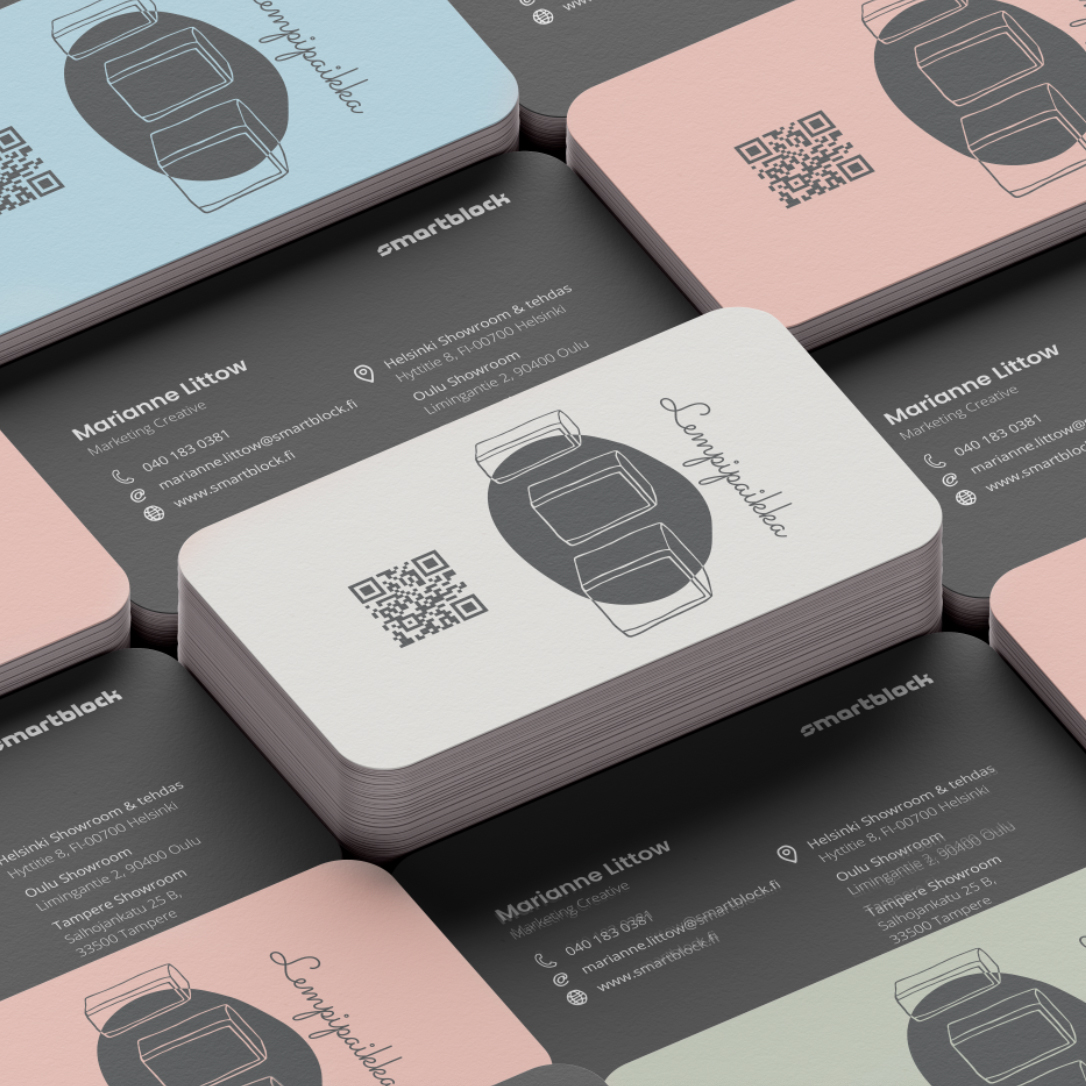 Lempipaikka
www
smartblock
Helsinki Showroom & tehdas
Hyttitie 8, FI-00700 Helsinki
Oulu Showroom
Limingantie 2, 90400 Oulu
Marianne Littow
Marketing Creative
040 183 0381
marianne.littow@smartblock.fi
www.smartblock.fi
Lempipaikka
Marianne Littow
Marketing Creative
040 183 0381
marianne.littow@
www.smartbloc
smartblock
Helsinki Showroom & tehdas
Hyttitie 8, FI-00700 Helsinki
Oulu Showroom
Limingantie 2, 90400 Oulu
Tampere Showroom
Salhojankatu 25 B,
33500 Tampere
smartblock
Helsinki Showroom & tehdas
Hyttitie 8, FI-00700 Helsinki
Oulu Showroom
Limingantie 2, 90400 Oulu
Tampere Showroom
Salhojankatu 25 B,
33500 Tampere
Marianne Littow
Marketing Creative
040 183 0381
marianne.littow@smartblock.fi
www.smartblock.fi
Lempipaikka